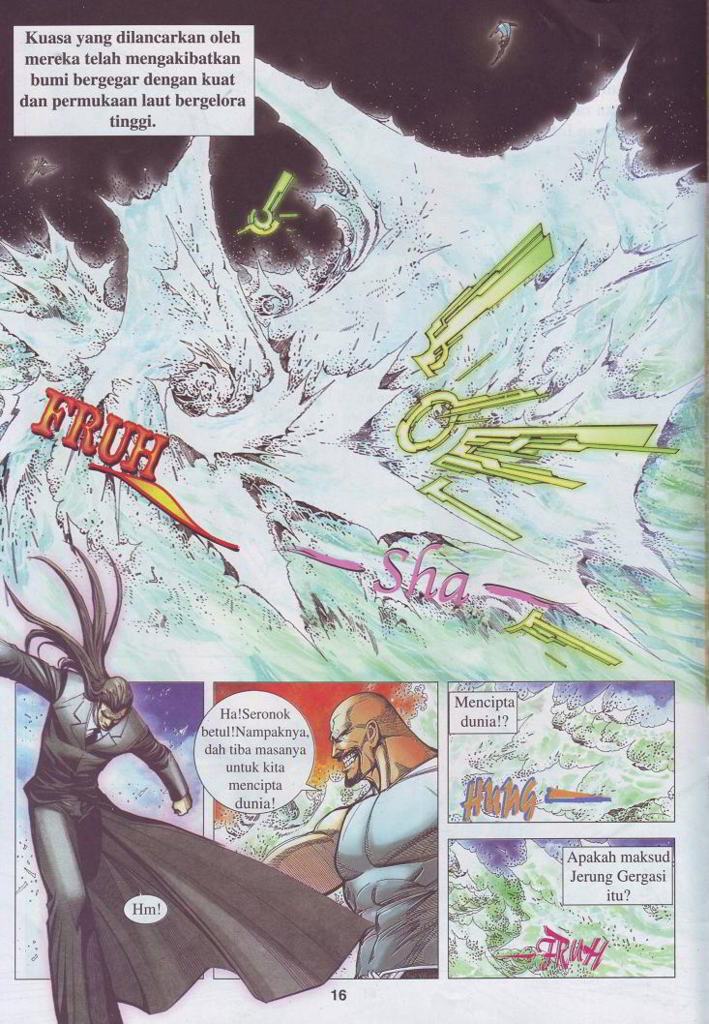 Kuasa yang dilancarkan oleh
mereka telah mengakibatkan
bumi bergegar dengan kuat
dan permukaan laut bergelora
tinggi.
FRUH
Sha
Ha!Seronok
betul!Nampaknya,
dah tiba masanya
untuk kita
mencipta
dunia!
Hm!
Mencipta
dunia!?
HUNG
Apakah maksud
Jerung Gergasi
itu?
FRUH
16